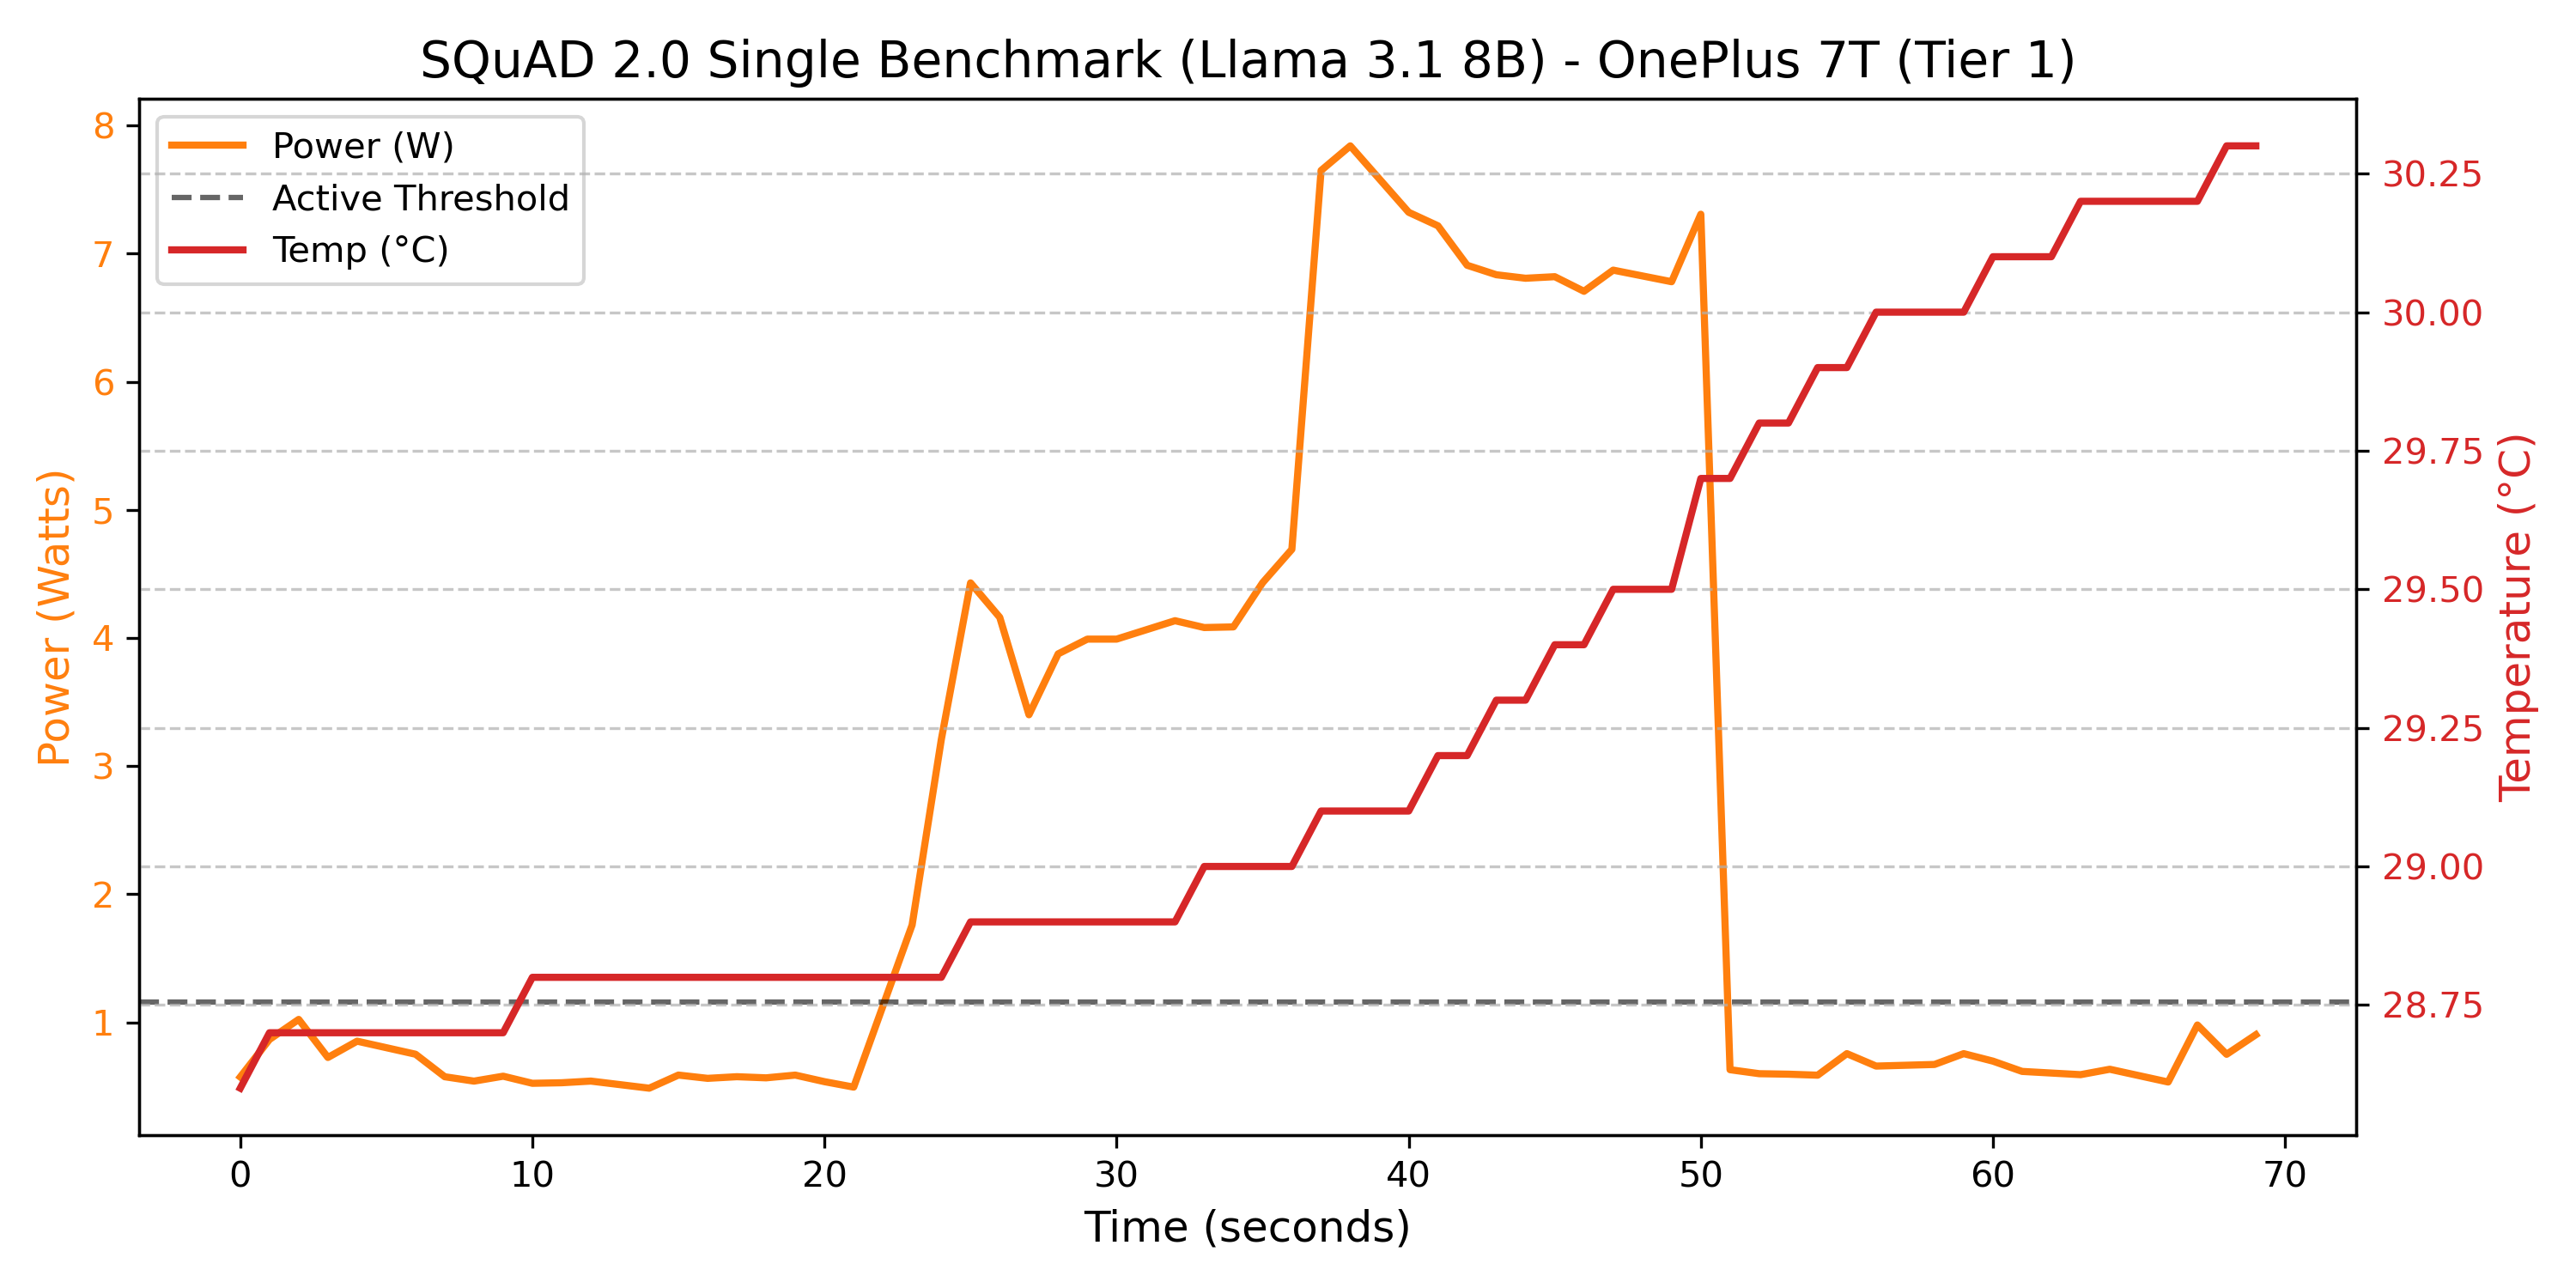 SQuAD 2.0 Single Benchmark (Llama 3.1 8B) - OnePlus 7T (Tier 1)
Power (W)
Active Threshold
Temp (°C)
8
7
6
5
4
3
2
1
Power (Watts)
30.25
30.00
29.75
29.50
29.25
29.00
28.75
Temperature (°C)
0 10 20 30 40 50 60 70
Time (seconds)